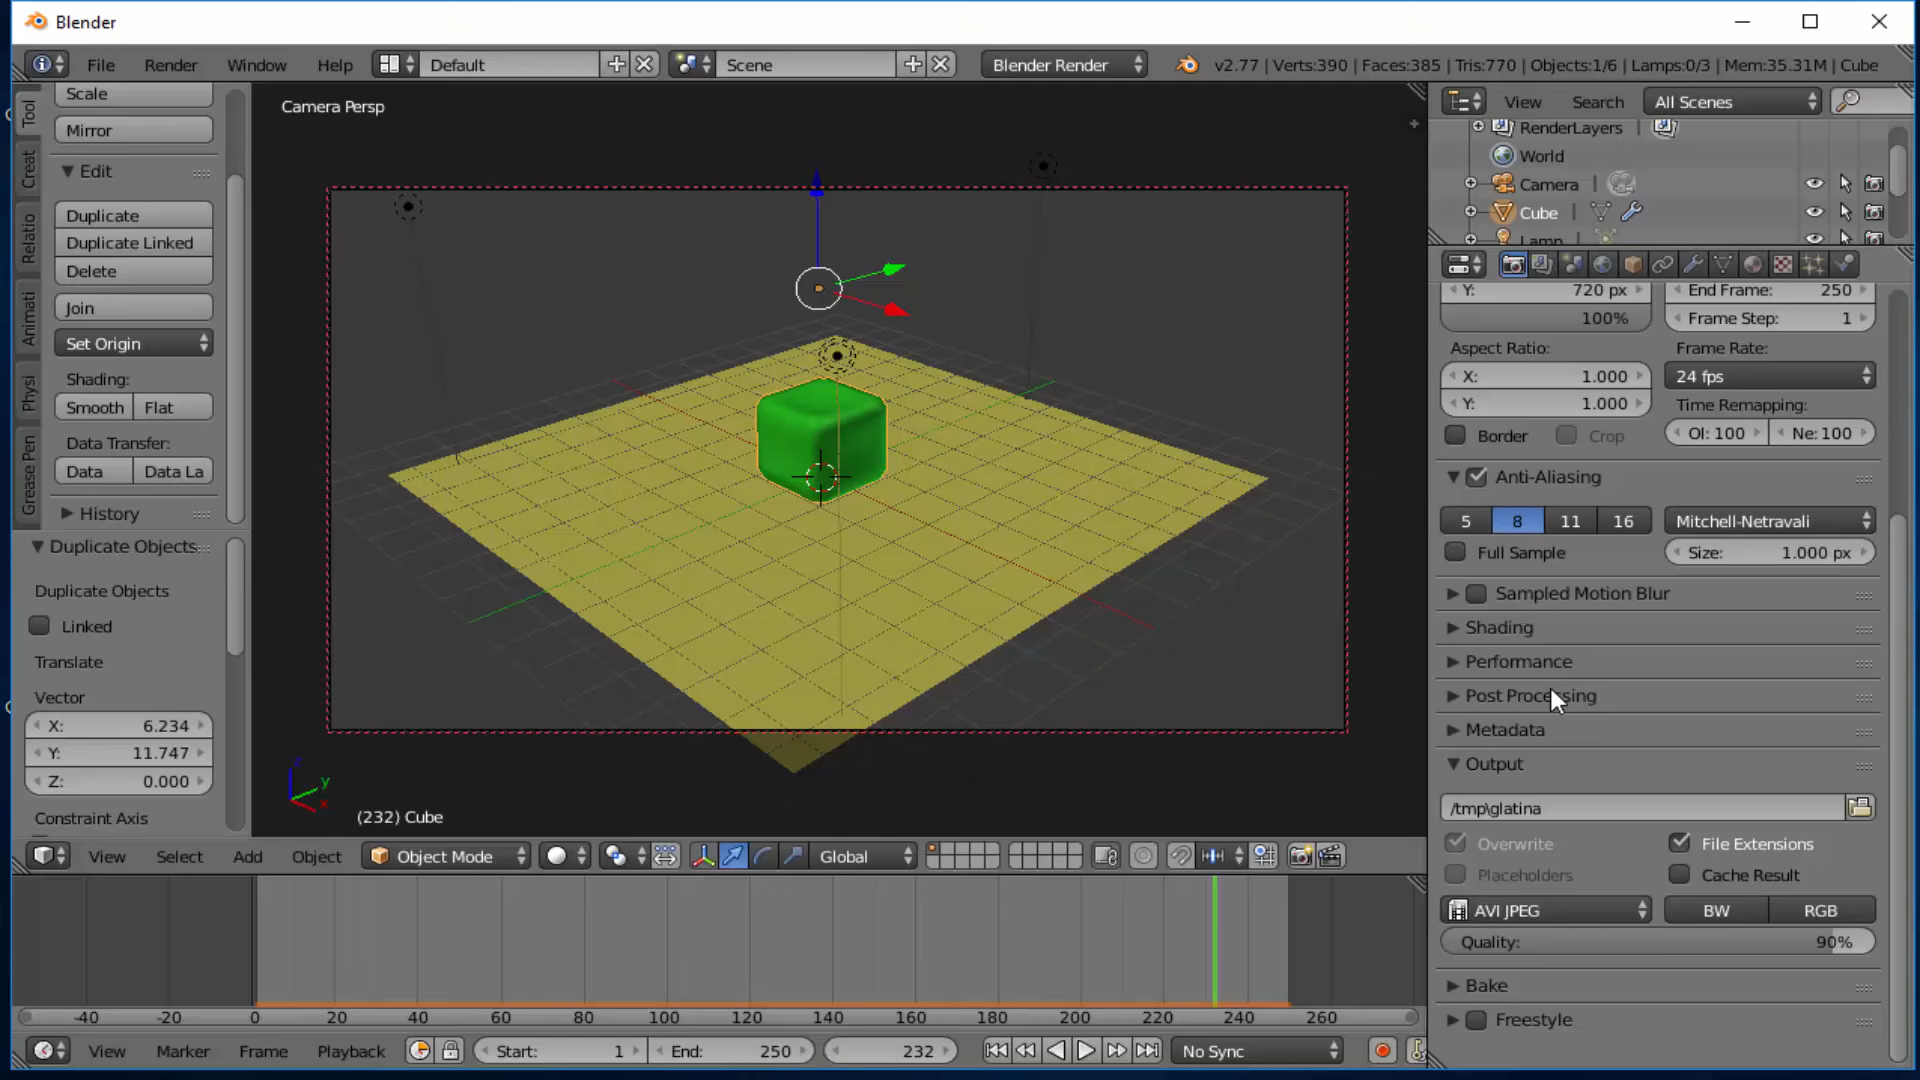 Blender
File Render Window Help Default Scene Blender Render v2.77 | Verts:390 | Faces:385 | Tris:770 | Objects:1/6 | Lamps:0/3 | Mem:35.31M | Cube
Tool
Creat
Relatio
Animati
Physi
Grease Pen
Scale
Mirror
Edit
Duplicate
Duplicate Linked
Delete
Join
Set Origin
Shading:
Smooth Flat
Data Transfer:
Data Data La
History
Duplicate Objects
Duplicate Objects
Linked
Translate
Vector
X: 6.234
Y: 11.747
Z: 0.000
Constraint Axis
Camera Persp
z
y
x
(232) Cube
View Select Add Object Object Mode Global
-40 -20 0 20 40 60 80 100 120 140 160 180 200 220 240 260
View Marker Frame Playback Start: 1 End: 250 232 No Sync
View Search All Scenes
RenderLayers |
World
Camera |
Cube |
Lamp |
Y: 720 px End Frame: 250
100% Frame Step: 1
Aspect Ratio: Frame Rate:
X: 1.000 24 fps
Y: 1.000 Time Remapping:
Border Crop Ol: 100 Ne: 100
Anti-Aliasing
5 8 11 16 Mitchell-Netravali
Full Sample Size: 1.000 px
Sampled Motion Blur
Shading
Performance
Post Processing
Metadata
Output
/tmp\glatina
Overwrite File Extensions
Placeholders Cache Result
AVI JPEG BW RGB
Quality: 90%
Bake
Freestyle